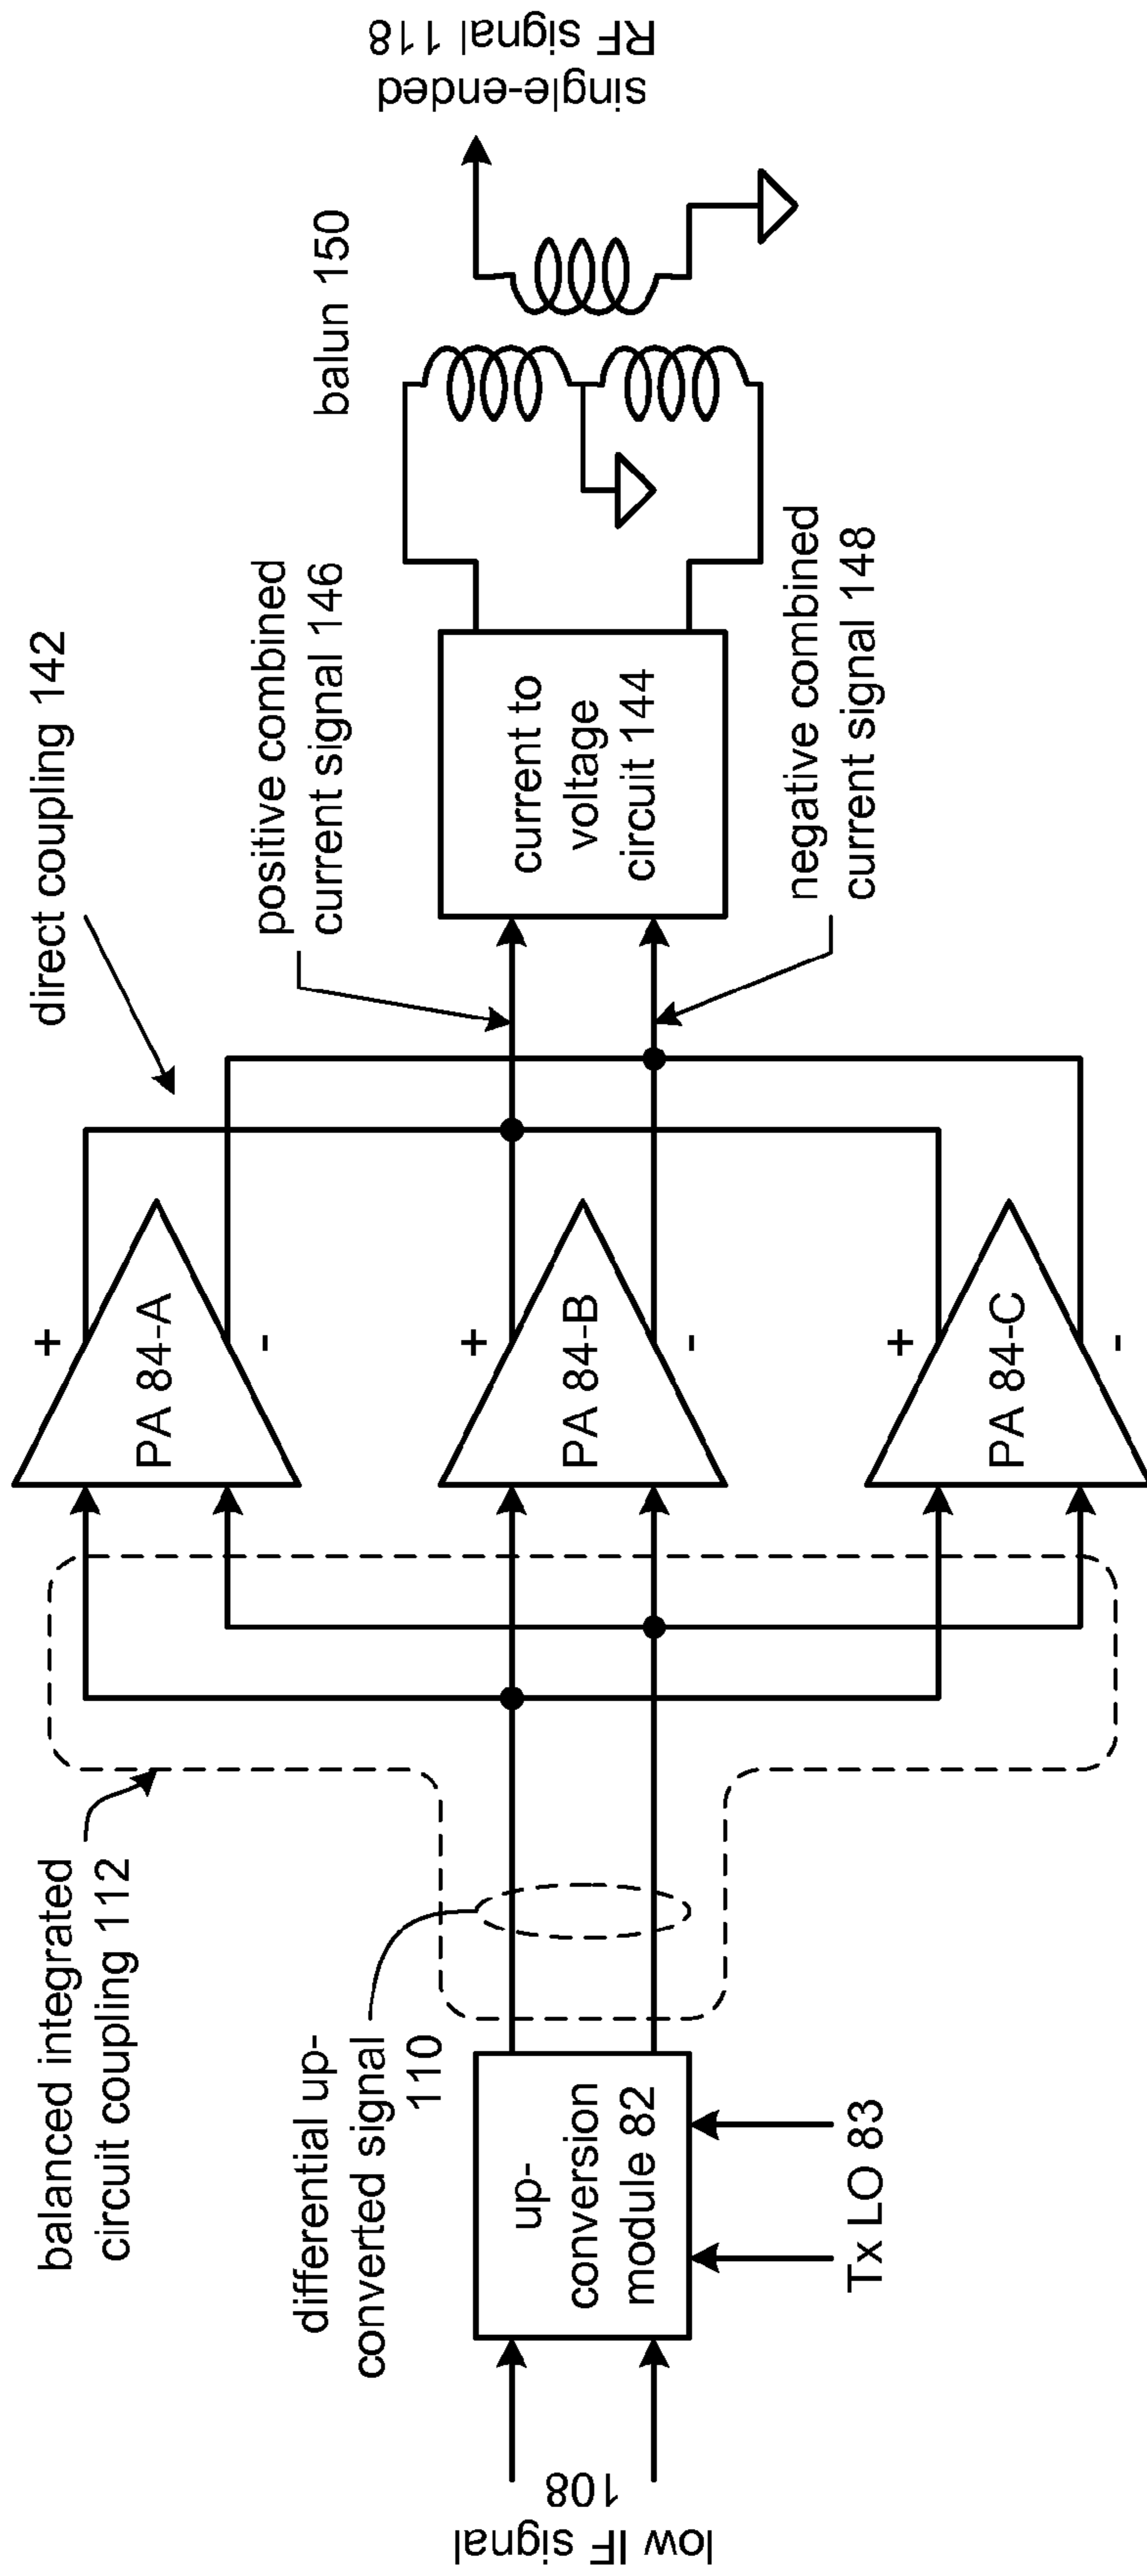 low IF signal
108
up-
conversion
module 82
Tx LO 83
differential up-
converted signal
110
balanced integrated
circuit coupling 112
PA 84-A
+
-
PA 84-B
+
-
PA 84-C
+
-
direct coupling 142
positive combined
current signal 146
negative combined
current signal 148
current to
voltage
circuit 144
balun 150
single-ended
RF signal 118